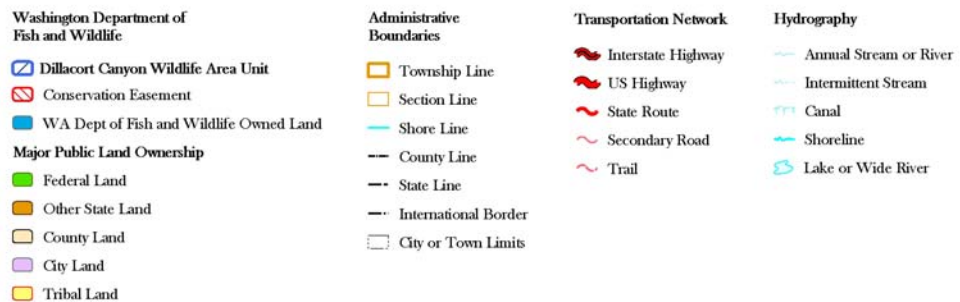 Washington Department of
Fish and Wildlife
Dillacort Canyon Wildlife Area Unit
Conservation Easement
WA Dept of Fish and Wildlife Owned Land
Major Public Land Ownership
Federal Land
Other State Land
County Land
City Land
Tribal Land
Administrative
Boundaries
Township Line
Section Line
Shore Line
County Line
State Line
International Border
City or Town Limits
Transportation Network
Interstate Highway
US Highway
State Route
Secondary Road
Trail
Hydrography
Annual Stream or River
Intermittent Stream
Canal
Shoreline
Lake or Wide River